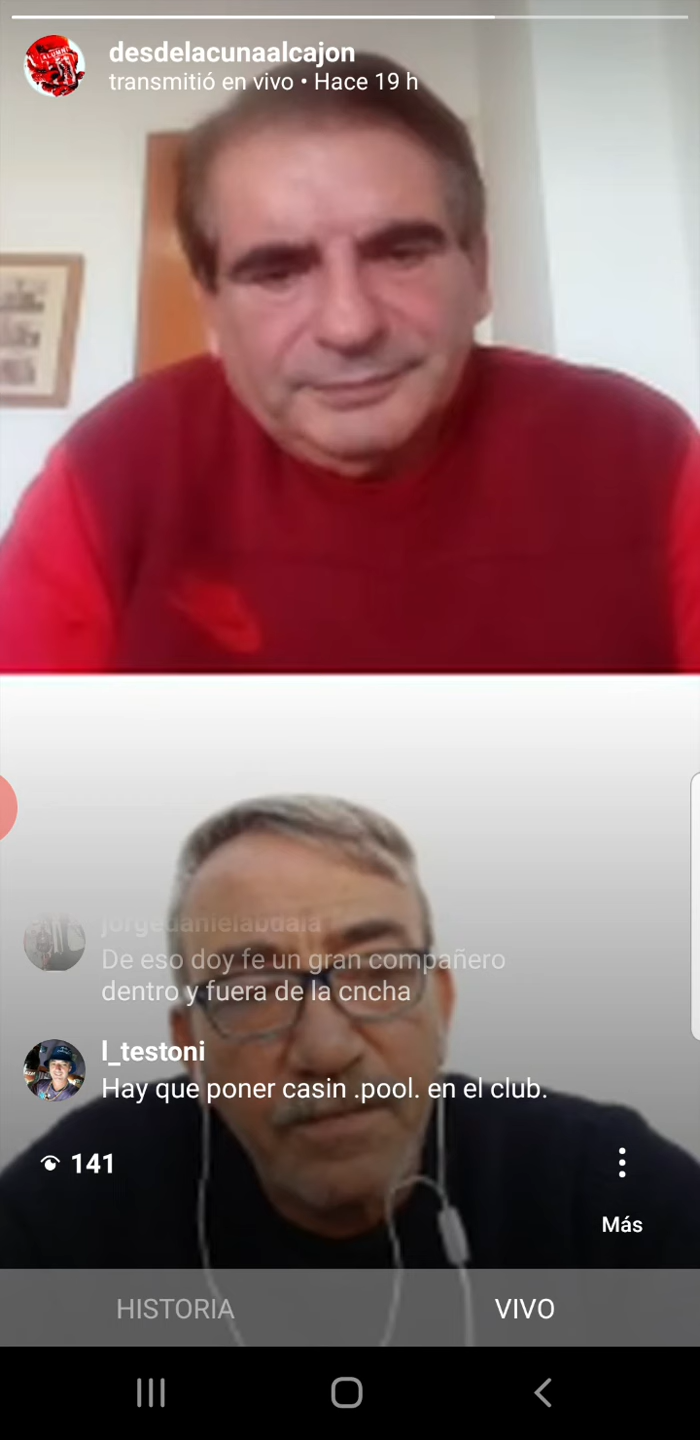 desdelacunaalcajon
transmitió en vivo • Hace 19 h
jorgedanielabdala
De eso doy fe un gran compañero
dentro y fuera de la cncha
l_testoni
Hay que poner casin .pool. en el club.
141
Más
HISTORIA
VIVO